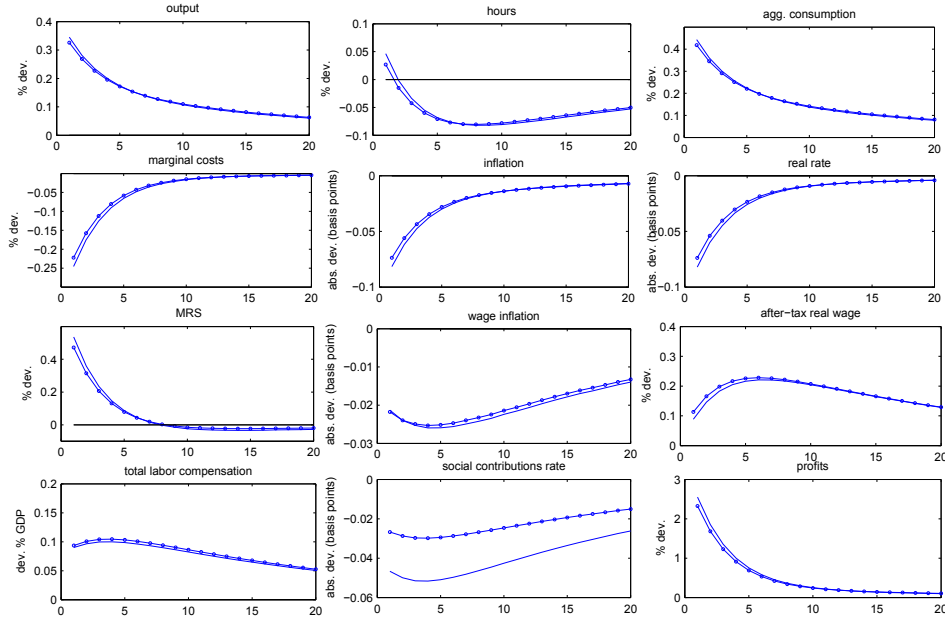 output
hours
agg. consumption
% dev.
0.4
0.3
0.2
0.1
0
0 5 10 15 20
0.1
0.05
0
−0.05
−0.1
0 5 10 15 20
% dev.
0.4
0.3
0.2
0.1
0
0 5 10 15 20
marginal costs
inflation
real rate
% dev.
−0.05
−0.1
−0.15
−0.2
−0.25
0 5 10 15 20
abs. dev. (basis points)
0
−0.05
−0.1
0 5 10 15 20
abs. dev. (basis points)
0
−0.05
−0.1
0 5 10 15 20
MRS
wage inflation
after−tax real wage
% dev.
0.4
0.2
0
0 5 10 15 20
abs. dev. (basis points)
0
−0.01
−0.02
−0.03
0 5 10 15 20
% dev.
0.3
0.2
0.1
0
0 5 10 15 20
total labor compensation
social contributions rate
profits
dev. % GDP
0.2
0.15
0.1
0.05
0
0 5 10 15 20
abs. dev. (basis points)
0
−0.02
−0.04
−0.06
0 5 10 15 20
% dev.
3
2
1
0
0 5 10 15 20